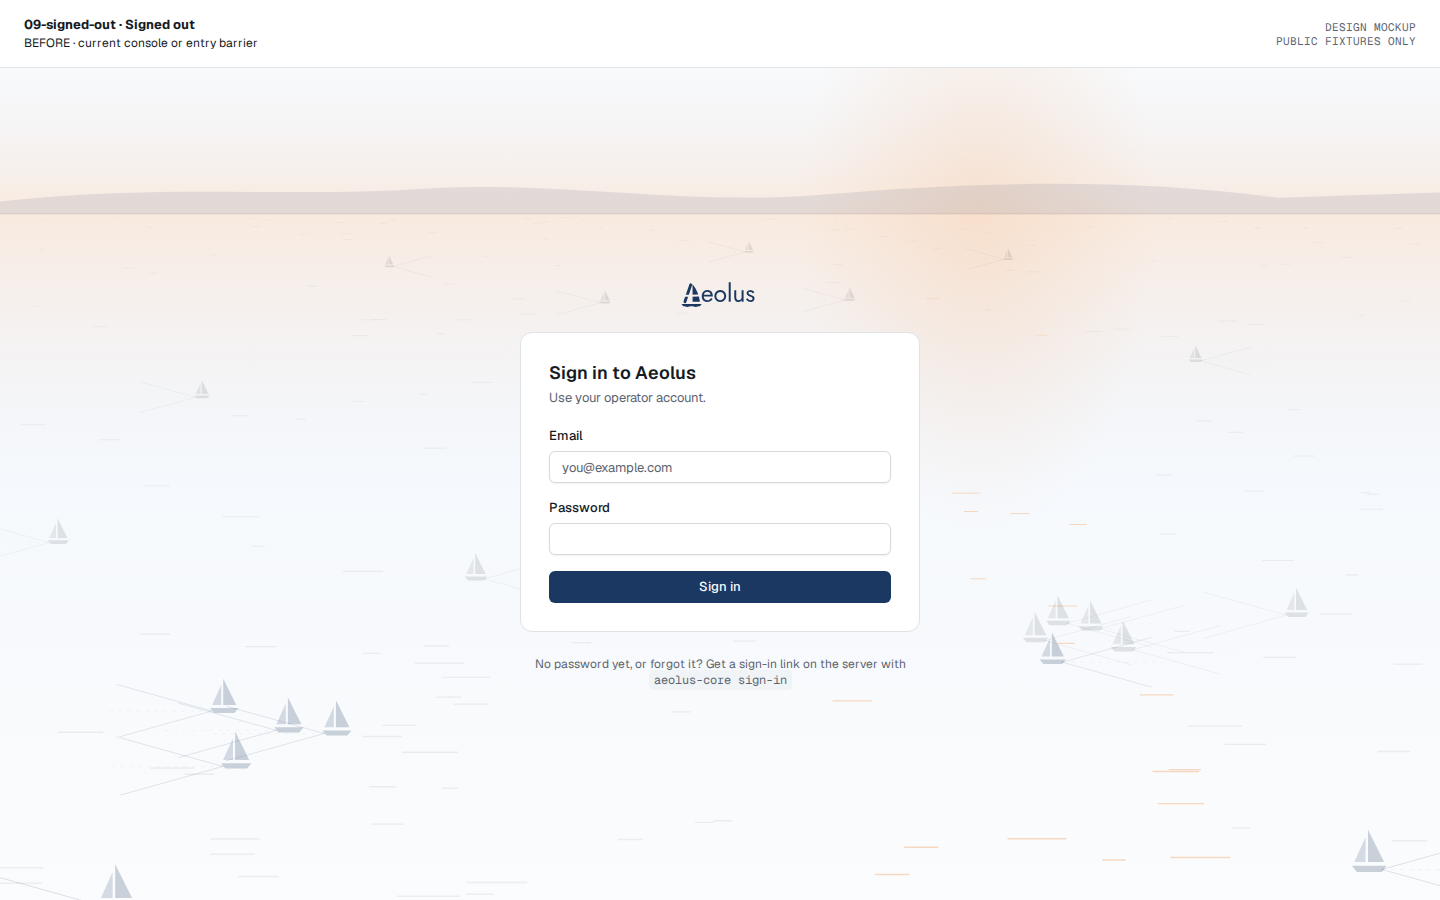 09-signed-out · Signed out
BEFORE · current console or entry barrier
DESIGN MOCKUP
PUBLIC FIXTURES ONLY
Aeolus
Sign in to Aeolus
Use your operator account.
Email
you@example.com
Password
Sign in
No password yet, or forgot it? Get a sign-in link on the server with
aeolus-core sign-in